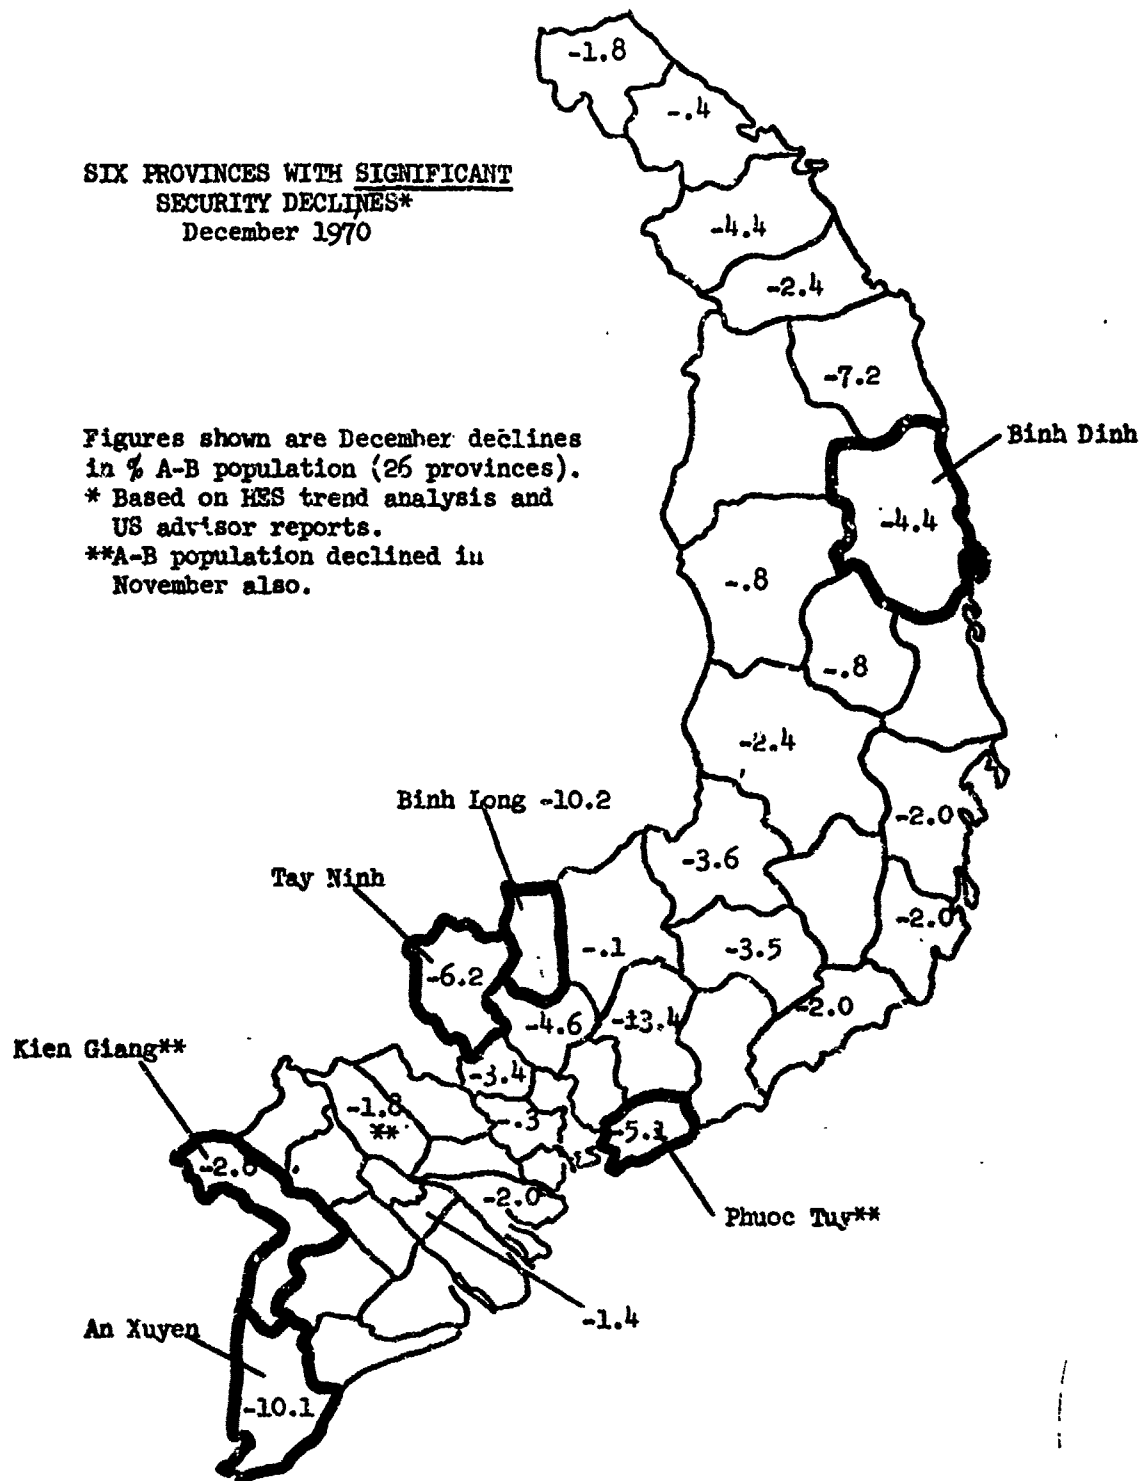 -1.8
-.4
SIX PROVINCES WITH SIGNIFICANT
SECURITY DECLINES*
December 1970
-4.4
-2.4
-7.2
Figures shown are December declines
in % A-B population (26 provinces).
* Based on HES trend analysis and
US advisor reports.
**A-B population declined in
November also.
Binh Dinh
-4.4
-.8
-.8
-2.4
Binh Long -10.2
-2.0
-3.6
Tay Ninh
-2.0
-.1
-3.5
-6.2
-2.0
-4.6
-13.4
Kien Giang**
-3.4
-1.8
**
-.3
-5.1
-2.0
Phuoc Tuy**
-1.4
An Xuyen
-10.1